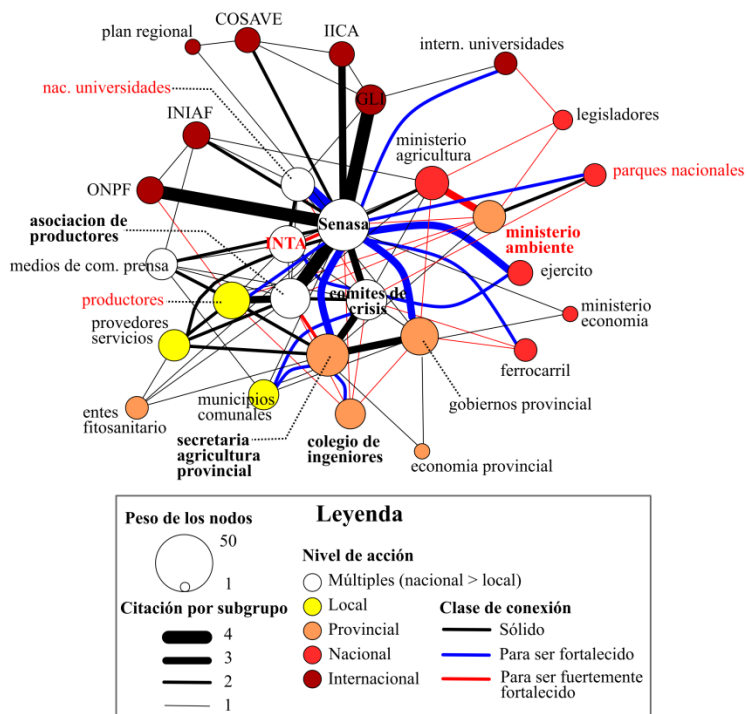 COSAVE
plan regional
IICA
intern. universidades
nac. universidades
GLI
INIAF
ministerio
agricultura
legisladores
parques nacionales
ONPF
asociacion de
productores
Senasa
INTA
ministerio
ambiente
medios de com. prensa
ejercito
productores
comites de
crisis
provedores
servicios
ministerio
economia
ferrocarril
municipios
comunales
gobiernos provincial
entes
fitosanitario
secretaria
agricultura
provincial
colegio de
ingeniores
economia provincial
Leyenda
Peso de los nodos
50
1
Citación por subgrupo
4
3
2
1
Nivel de acción
Múltiples (nacional > local)
Local
Provincial
Nacional
Internacional
Clase de conexión
Sólido
Para ser fortalecido
Para ser fuertemente
fortalecido